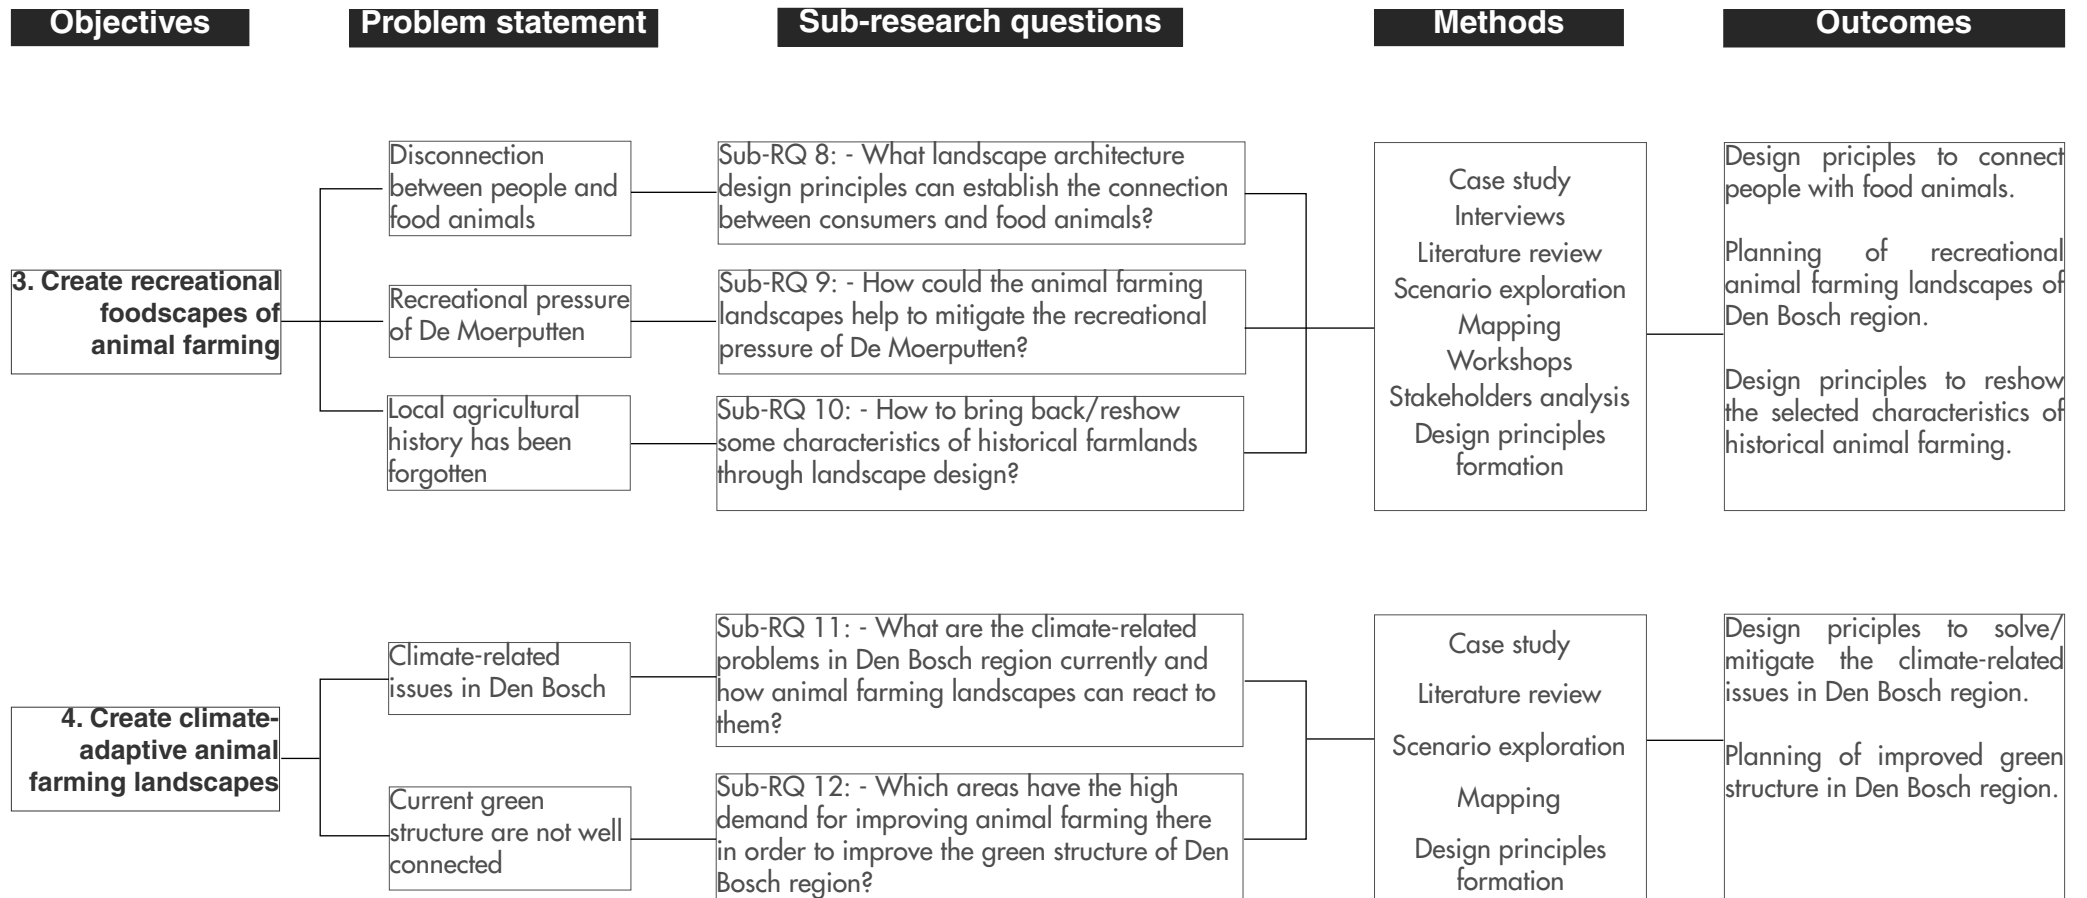 Objectives
Problem statement
Sub-research questions
Methods
Outcomes
3. Create recreational
foodscapes of
animal farming
Disconnection
between people and
food animals
Recreational pressure
of De Moerputten
Local agricultural
history has been
forgotten
Sub-RQ 8: - What landscape architecture
design principles can establish the connection
between consumers and food animals?
Sub-RQ 9: - How could the animal farming
landscapes help to mitigate the recreational
pressure of De Moerputten?
Sub-RQ 10: - How to bring back/reshow
some characteristics of historical farmlands
through landscape design?
Case study
Interviews
Literature review
Scenario exploration
Mapping
Workshops
Stakeholders analysis
Design principles
formation
Design priciples to connect
people with food animals.
Planning of recreational
animal farming landscapes of
Den Bosch region.
Design principles to reshow
the selected characteristics of
historical animal farming.
4. Create climate-
adaptive animal
farming landscapes
Climate-related
issues in Den Bosch
Current green
structure are not well
connected
Sub-RQ 11: - What are the climate-related
problems in Den Bosch region currently and
how animal farming landscapes can react to
them?
Sub-RQ 12: - Which areas have the high
demand for improving animal farming there
in order to improve the green structure of Den
Bosch region?
Case study
Literature review
Scenario exploration
Mapping
Design principles
formation
Design priciples to solve/
mitigate the climate-related
issues in Den Bosch region.
Planning of improved green
structure in Den Bosch region.